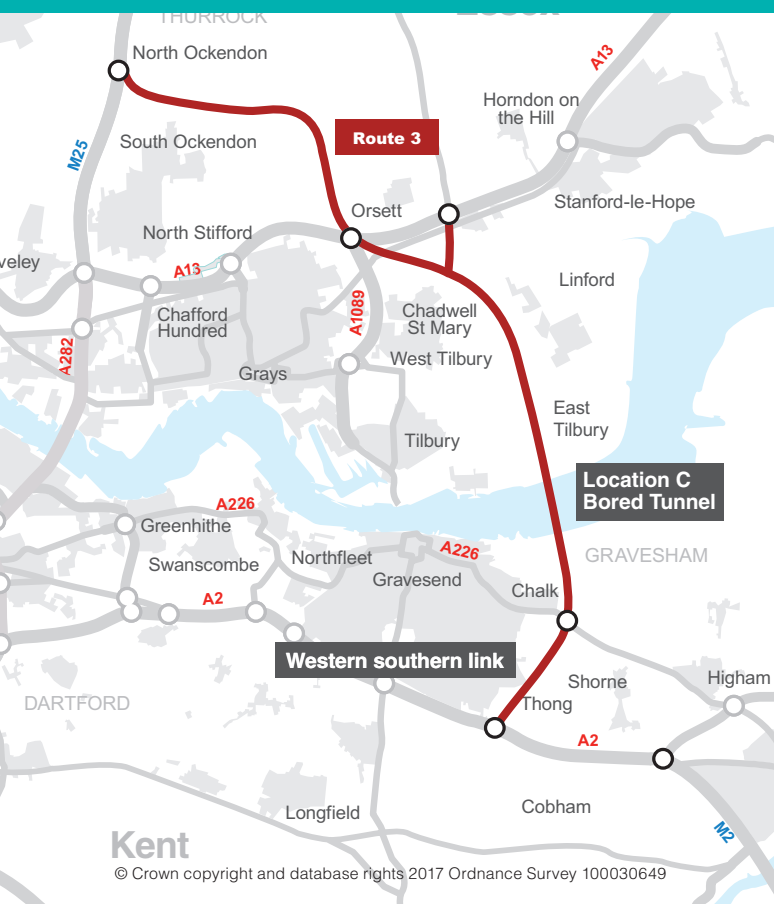 THURROCK
Essex
North Ockendon
A13
Horndon on
the Hill
Route 3
South Ockendon
M25
Stanford-le-Hope
Orsett
North Stifford
veley
A13
Linford
A1089
Chadwell
St Mary
Chafford
Hundred
A282
West Tilbury
Grays
East
Tilbury
Tilbury
Location C
Bored Tunnel
A226
Greenhithe
A226
GRAVESHAM
Northfleet
Swanscombe
Gravesend
Chalk
A2
Western southern link
Shorne
Higham
DARTFORD
Thong
A2
Cobham
Longfield
M2
Kent
© Crown copyright and database rights 2017 Ordnance Survey 100030649